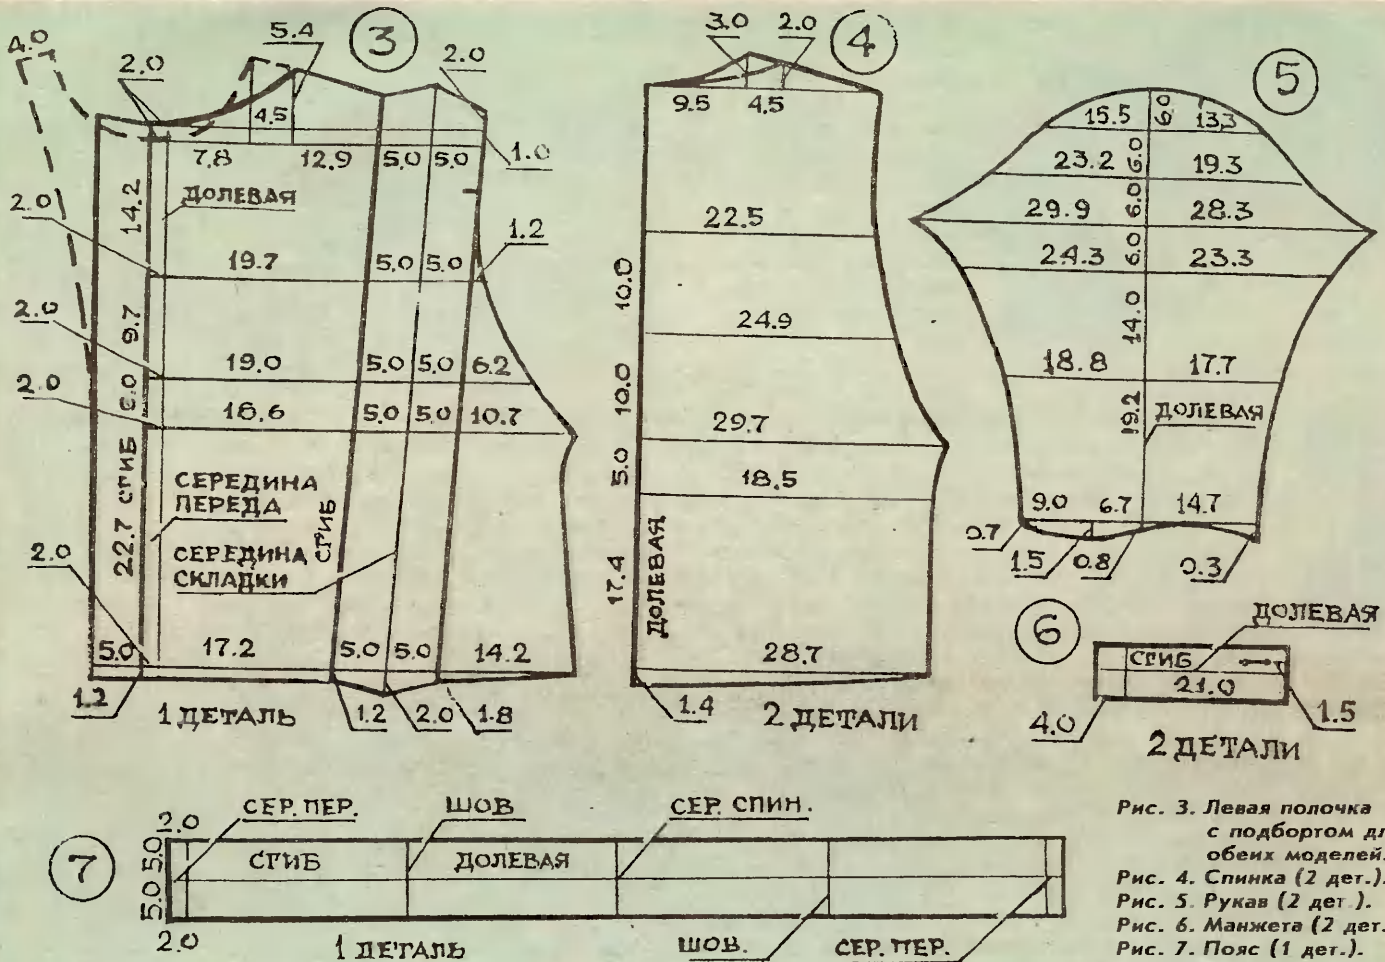 3
4.0
2.0
5.4
2.0
4.5
7.8 12.9 5.0 5.0
1.0
14.2
ДОЛЕВАЯ
2.0
19.7 5.0 5.0
1.2
9.7
2.0
19.0 5.0 5.0 6.2
2.0
18.6 5.0 5.0 10.7
22.7 СГИБ
СЕРЕДИНА
ПЕРЕДА
СГИБ
СЕРЕДИНА
СКЛАДКИ
2.0
5.0 17.2 5.0 5.0 14.2
1.2 1 ДЕТАЛЬ 1.2 2.0 1.8
4
3.0 2.0
9.5 4.5
22.5
10.0
24.9
10.0
29.7
5.0
18.5
17.4
ДОЛЕВАЯ
28.7
1.4 2 ДЕТАЛИ
5
15.5 6.0 13,3
23.2 6.0 19.3
29.9 6.0 28.3
24.3 6.0 23.3
14.0
18.8 17.7
19.2 ДОЛЕВАЯ
9.0 6.7 14.7
0.7 1.5 0.8 0.3
6
ДОЛЕВАЯ
СГИБ
21.0
4.0 1.5
2 ДЕТАЛИ
7
2.0 СЕР. ПЕР. ШОВ СЕР. СПИН.
5.0 СГИБ ДОЛЕВАЯ
5.0
2.0 1 ДЕТАЛЬ ШОВ. СЕР. ПЕР.
Рис. 3. Левая полочка
с подбортом дл
обеих моделей.
Рис. 4. Спинка (2 дет.).
Рис. 5. Рукав (2 дет.).
Рис. 6. Манжета (2 дет.
Рис. 7. Пояс (1 дет.).